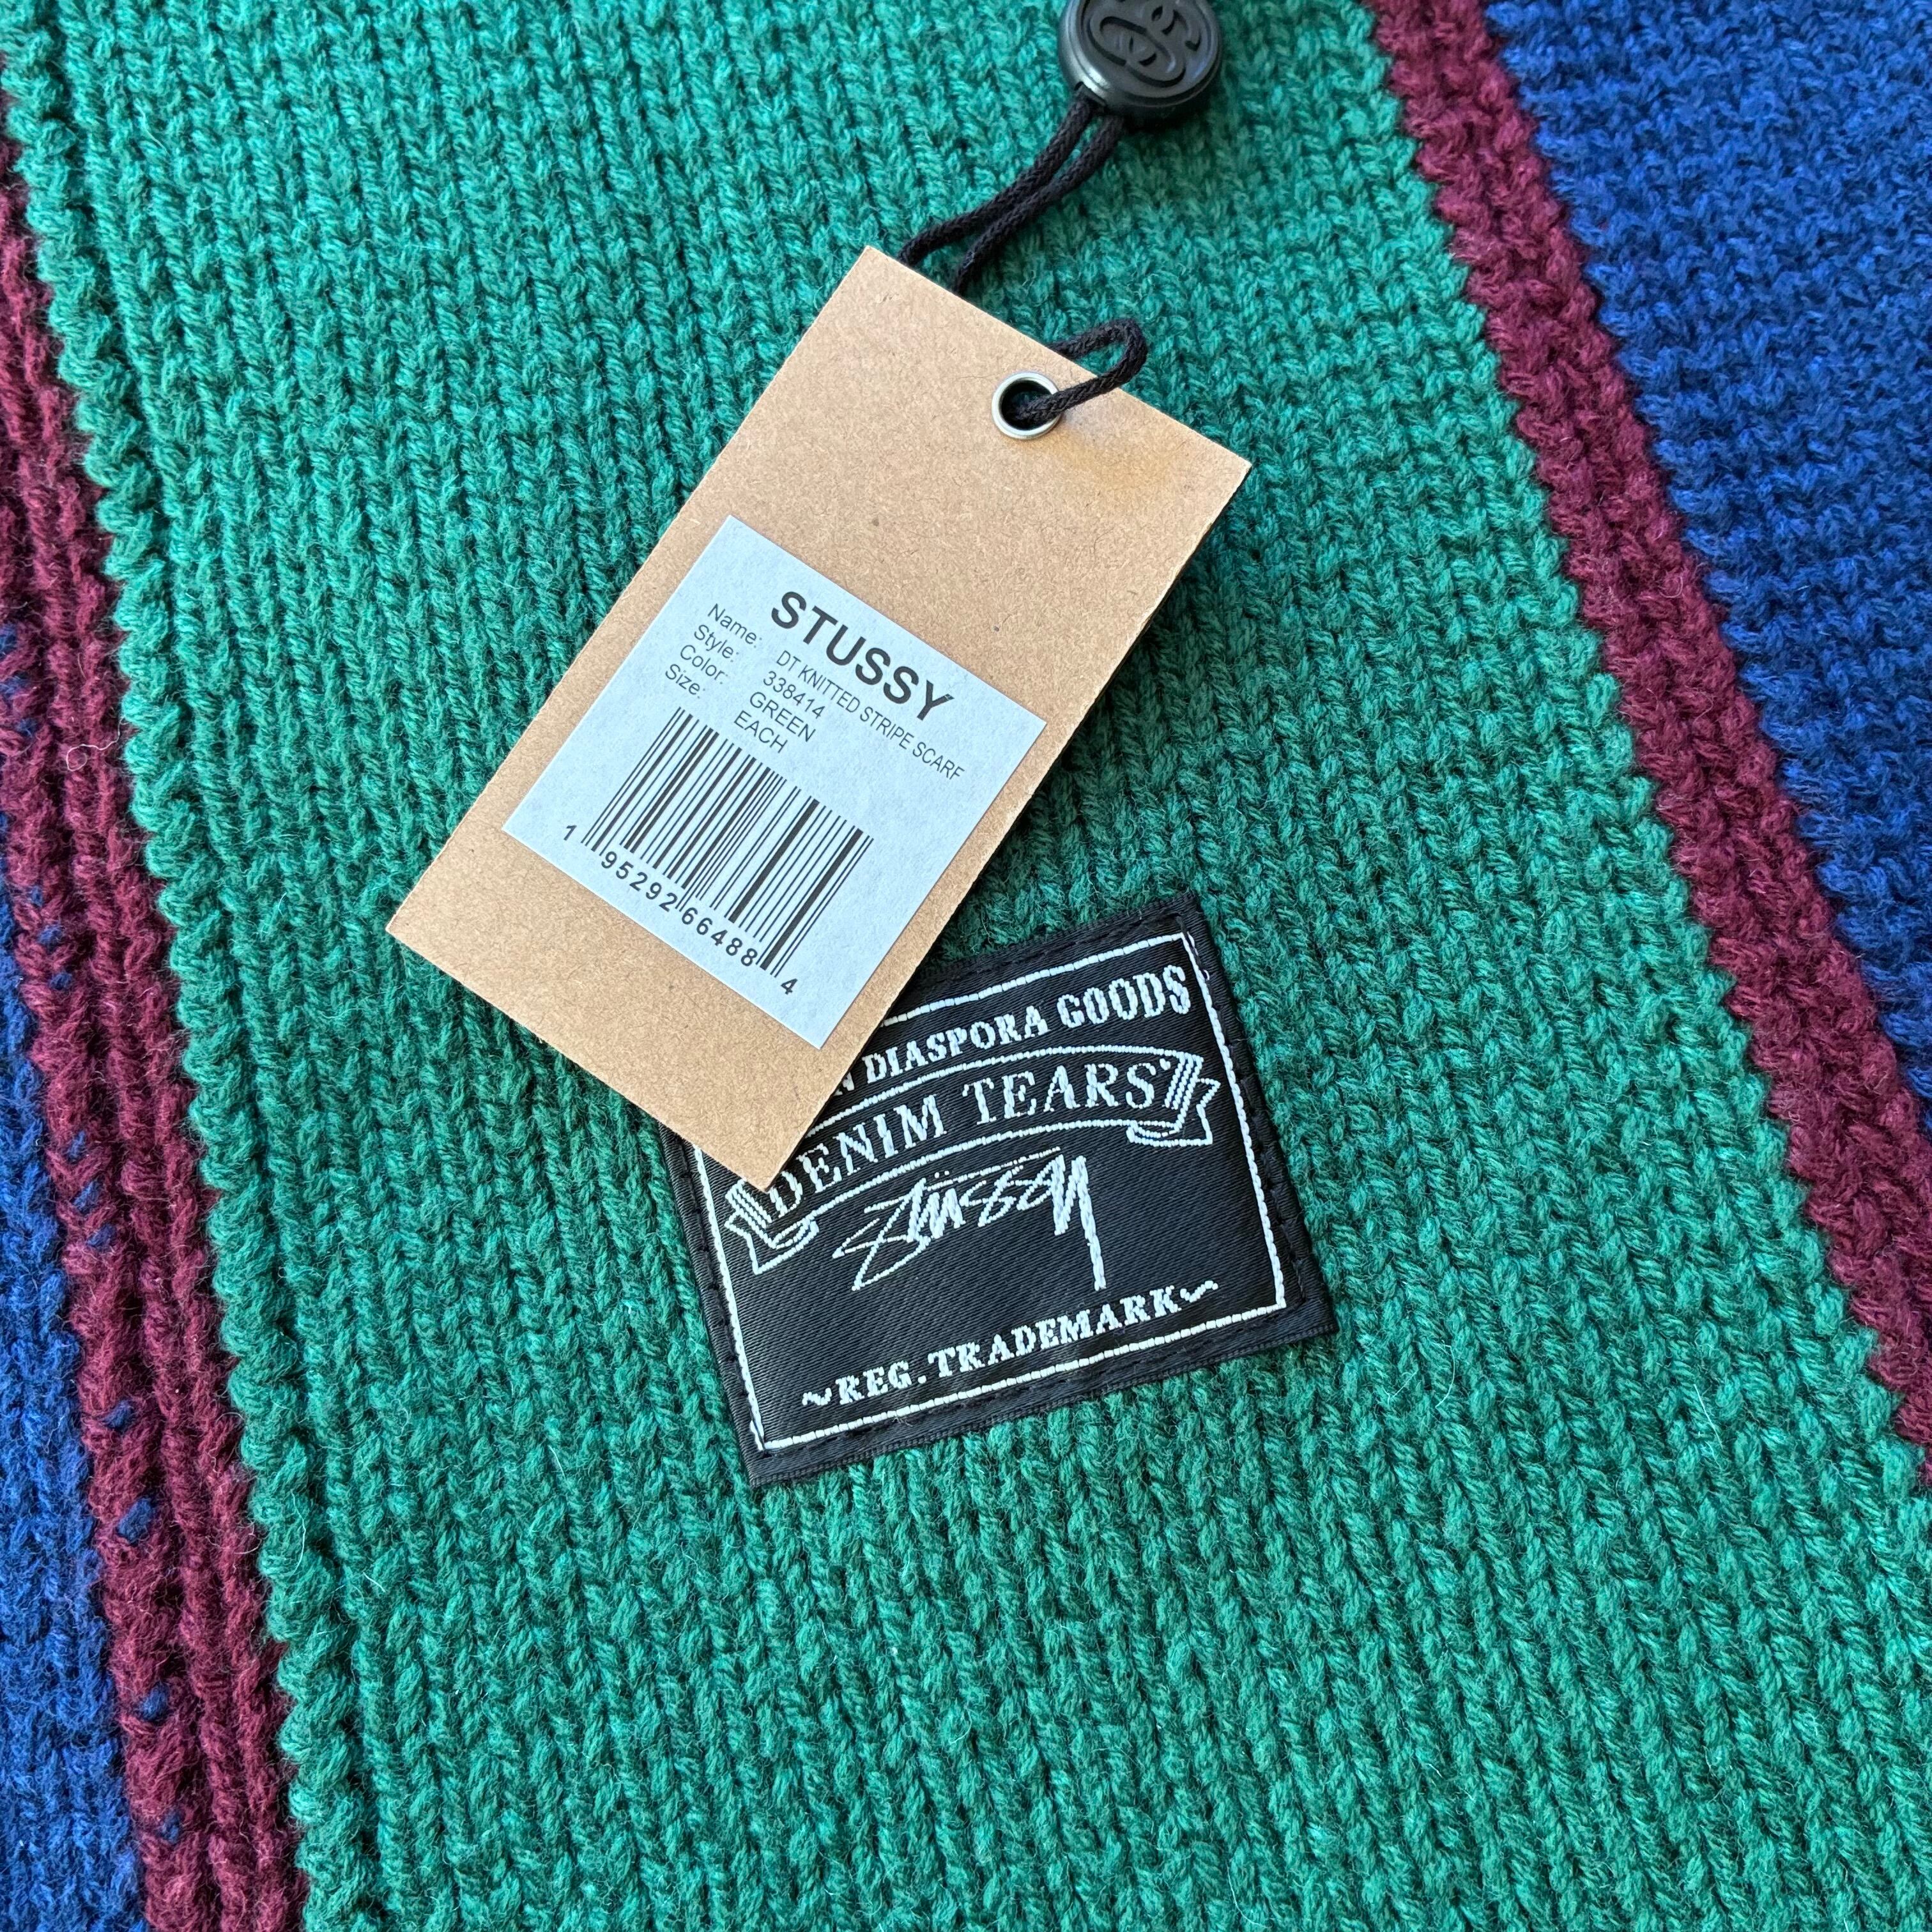 STUSSY
Name: DT KNITTED STRIPE SCARF
Style: 338414
Color: GREEN
Size: EACH
1 95292 66488 4
DIASPORA GOODS
DENIM TEARS
Stüssy
~REG. TRADEMARK~